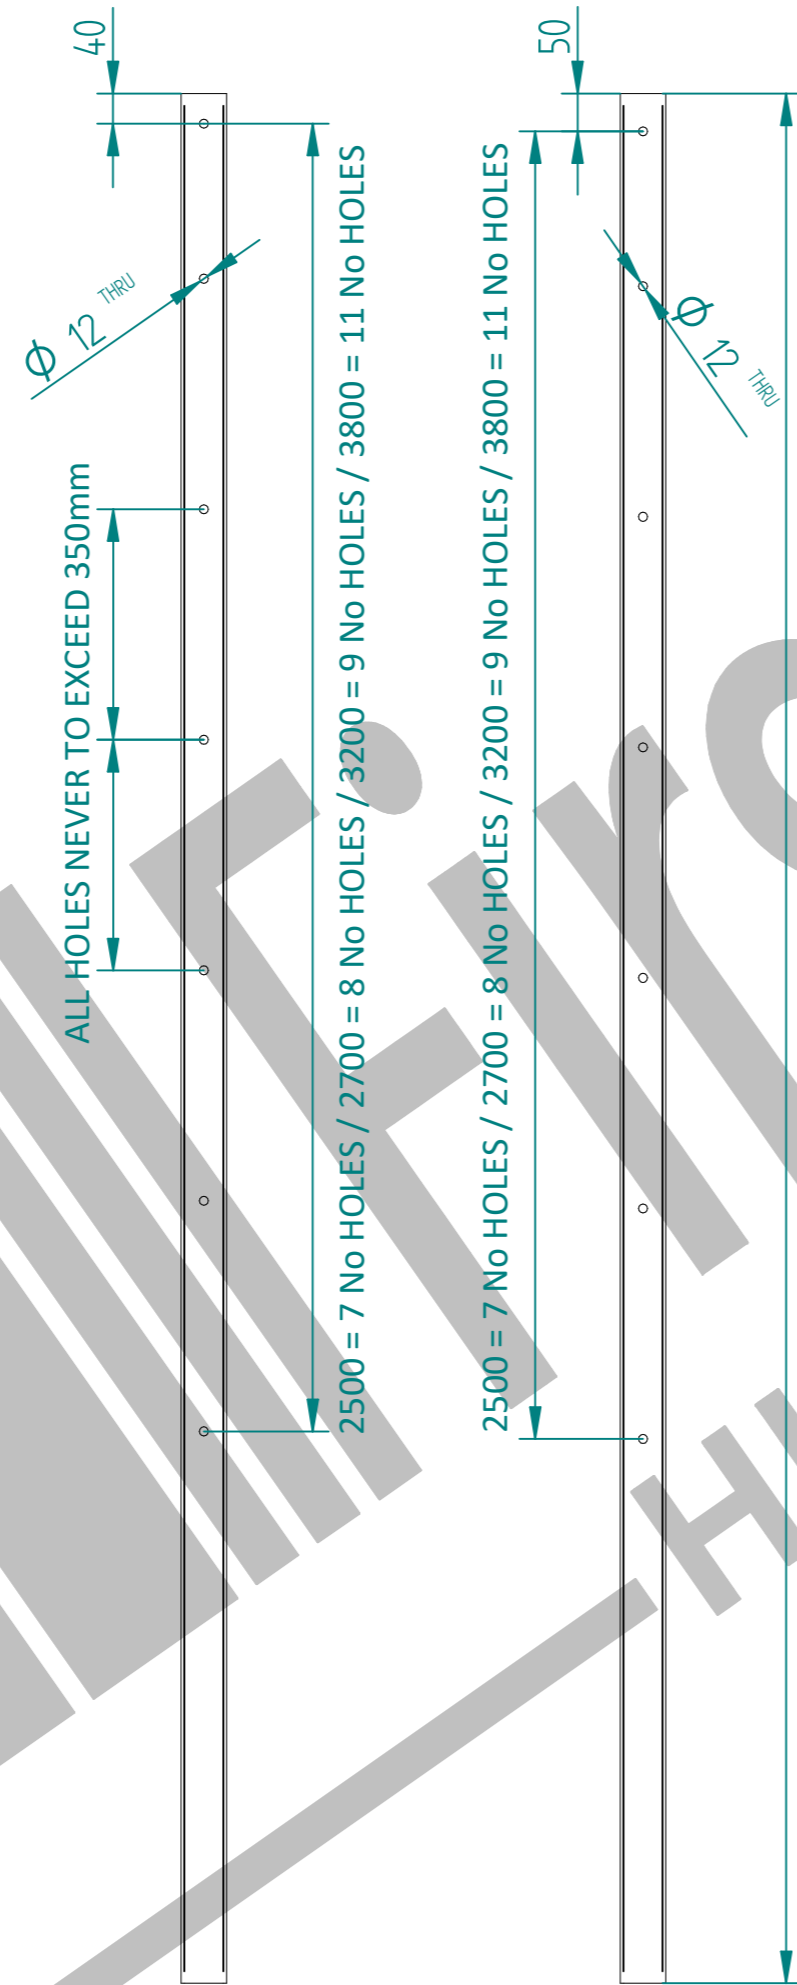 40
50
Φ 12 THRU
Φ 12 THRU
ALL HOLES NEVER TO EXCEED 350mm
2500 = 7 No HOLES / 2700 = 8 No HOLES / 3200 = 9 No HOLES / 3800 = 11 No HOLES
2500 = 7 No HOLES / 2700 = 8 No HOLES / 3200 = 9 No HOLES / 3800 = 11 No HOLES